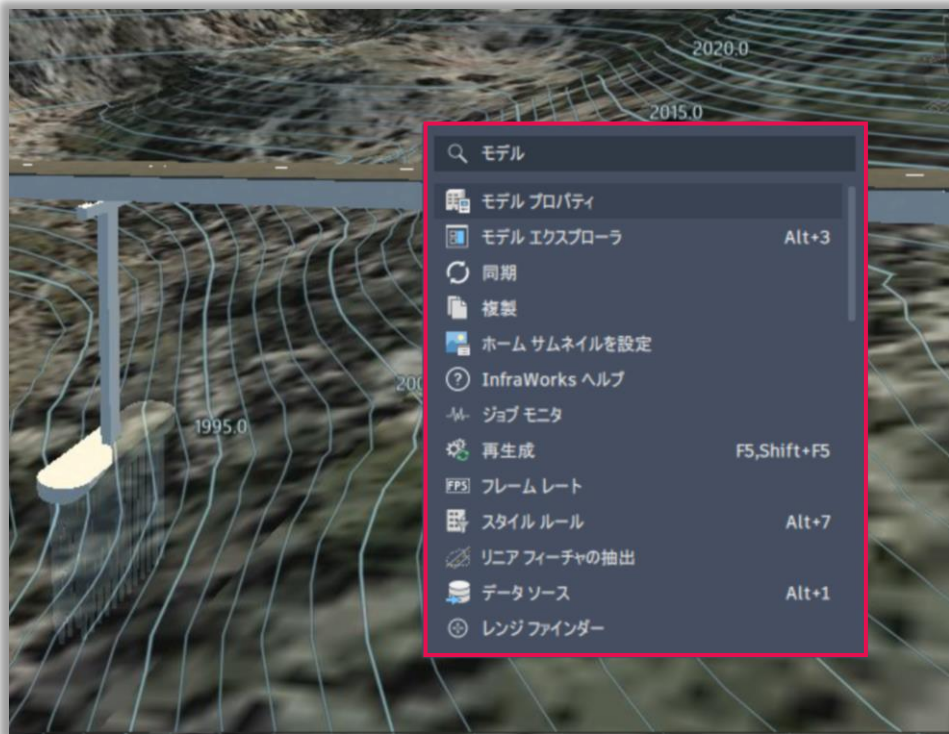 2020.0
2015.0
モデル
モデル プロパティ
モデル エクスプローラ Alt+3
同期
複製
ホーム サムネイルを設定
InfraWorks ヘルプ
ジョブ モニタ
再生成 F5,Shift+F5
FPS フレーム レート
スタイル ルール Alt+7
リニア フィーチャの抽出
データ ソース Alt+1
レンジ ファインダー
1995.0